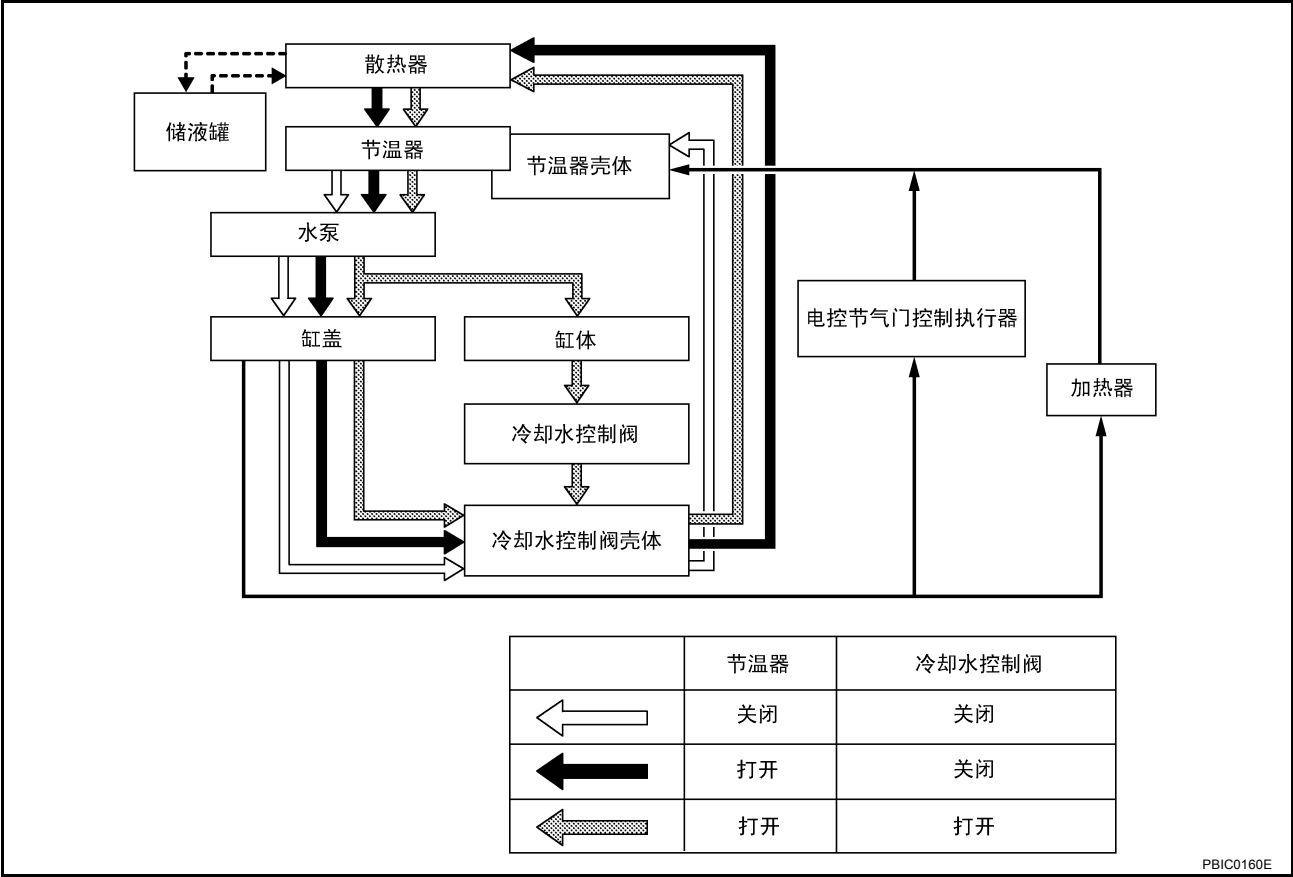 散热器
储液罐
节温器
节温器壳体
水泵
电控节气门控制执行器
缸盖
缸体
加热器
冷却水控制阀
冷却水控制阀壳体
节温器 冷却水控制阀
关闭 关闭
打开 关闭
打开 打开
PBIC0160E